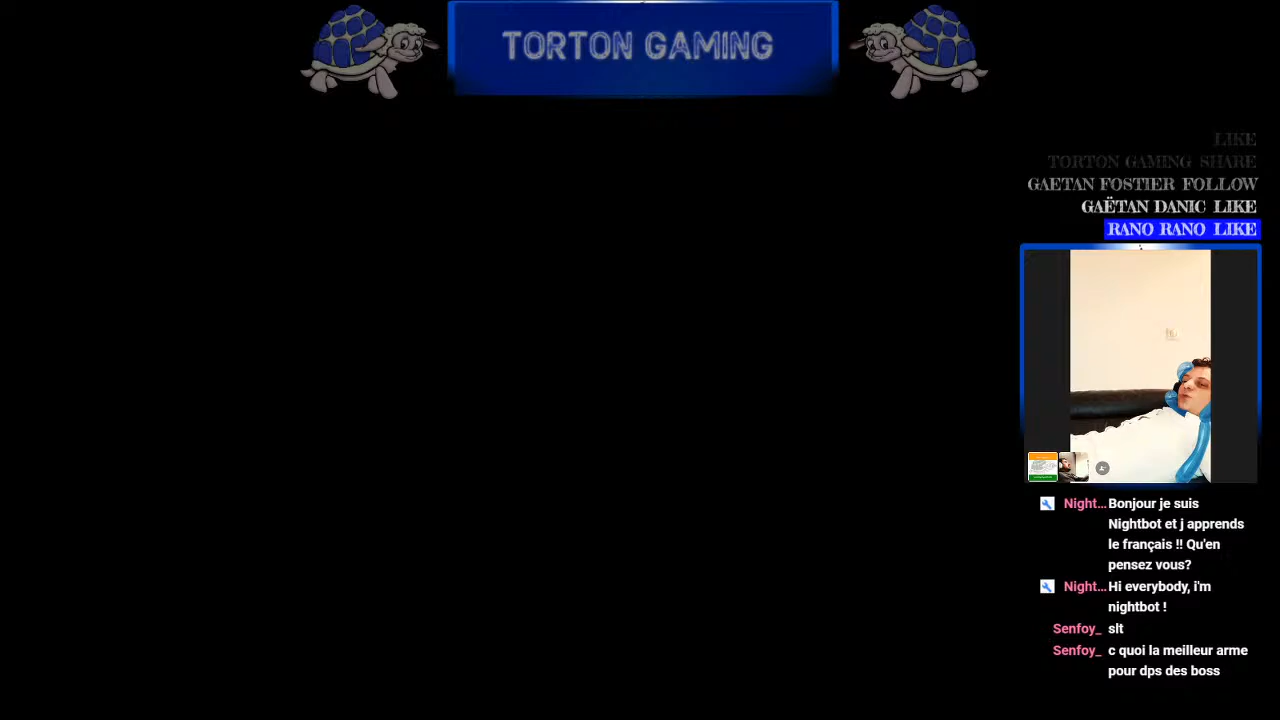 TORTON GAMING
LIKE
TORTON GAMING SHARE
GAETAN FOSTIER FOLLOW
GAËTAN DANIC LIKE
RANO RANO LIKE
Night... Bonjour je suis
Nightbot et j apprends
le français !! Qu'en
pensez vous?
Night... Hi everybody, i'm
nightbot !
Senfoy_ slt
Senfoy_ c quoi la meilleur arme
pour dps des boss